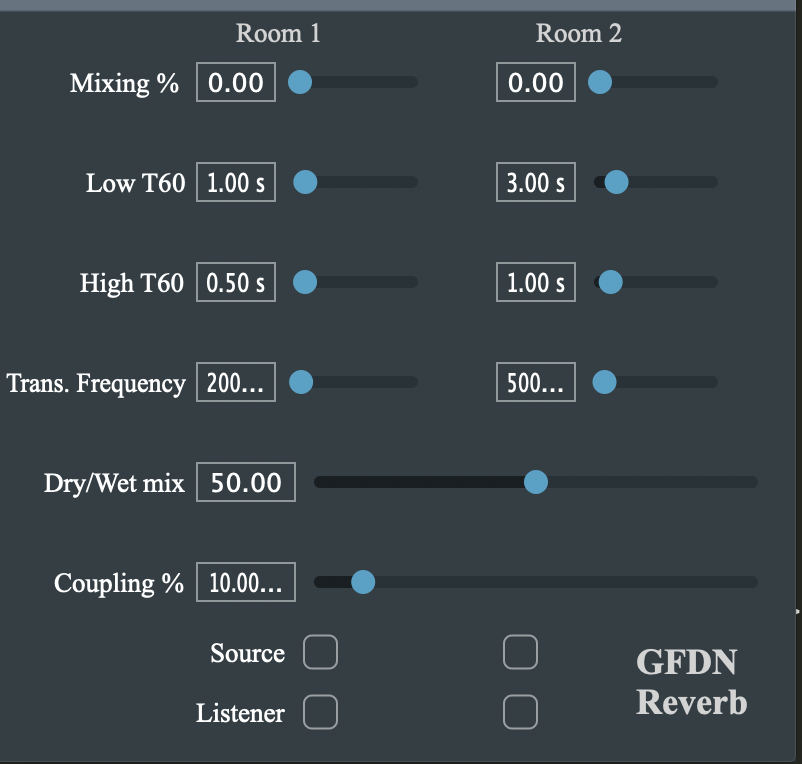 Room 1 Room 2
Mixing % 0.00 0.00
Low T60 1.00 s 3.00 s
High T60 0.50 s 1.00 s
Trans. Frequency 200... 500...
Dry/Wet mix 50.00
Coupling % 10.00...
Source
Listener
GFDN
Reverb